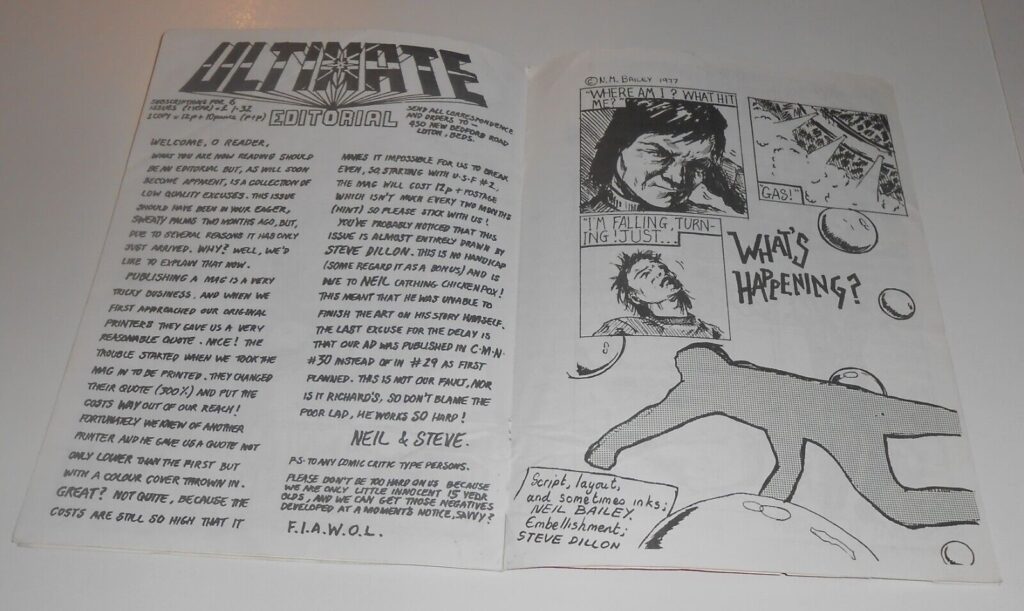 ULTIMATE
SUBSCRIPTIONS FOR 6
ISSUES (1 YEAR) = £1-32
1 COPY = 12p + 10pence (P+P)
EDITORIAL
SEND ALL CORRESPONDENCE
AND ORDERS TO —
450 NEW BEDFORD ROAD
LUTON, BEDS.
WELCOME, O READER,
WHAT YOU ARE NOW READING SHOULD
BE AN EDITORIAL BUT, AS WILL SOON
BECOME APPARENT, IS A COLLECTION OF
LOW QUALITY EXCUSES. THIS ISSUE
SHOULD HAVE BEEN IN YOUR EAGER,
SWEATY PALMS TWO MONTHS AGO, BUT,
DUE TO SEVERAL REASONS IT HAS ONLY
JUST ARRIVED. WHY? WELL, WE'D
LIKE TO EXPLAIN THAT NOW.
PUBLISHING A MAG IS A VERY
TRICKY BUSINESS. AND WHEN WE
FIRST APPROACHED OUR ORIGINAL
PRINTERS THEY GAVE US A VERY
REASONABLE QUOTE. NICE! THE
TROUBLE STARTED WHEN WE TOOK THE
MAG IN TO BE PRINTED. THEY CHANGED
THEIR QUOTE (300%) AND PUT THE
COSTS WAY OUT OF OUR REACH!
FORTUNATELY WE KNEW OF ANOTHER
PRINTER AND HE GAVE US A QUOTE NOT
ONLY LOWER THAN THE FIRST BUT
WITH A COLOUR COVER THROWN IN.
GREAT? NOT QUITE, BECAUSE THE
COSTS ARE STILL SO HIGH THAT IT
MAKES IT IMPOSSIBLE FOR US TO BREAK
EVEN, SO STARTING WITH U·S·F #2,
THE MAG WILL COST 12p + POSTAGE
WHICH ISN'T MUCH EVERY TWO MONTHS
(HINT) SO PLEASE STICK WITH US!
YOU'VE PROBABLY NOTICED THAT THIS
ISSUE IS ALMOST ENTIRELY DRAWN BY
STEVE DILLON. THIS IS NO HANDICAP
(SOME REGARD IT AS A BONUS) AND IS
DUE TO NEIL CATCHING CHICKENPOX!
THIS MEANT THAT HE WAS UNABLE TO
FINISH THE ART ON HIS STORY HIMSELF.
THE LAST EXCUSE FOR THE DELAY IS
THAT OUR AD WAS PUBLISHED IN C·M·N·
#30 INSTEAD OF IN #29 AS FIRST
PLANNED. THIS IS NOT OUR FAULT, NOR
IS IT RICHARD'S, SO DON'T BLAME THE
POOR LAD, HE WORKS SO HARD!
NEIL & STEVE.
P.S. TO ANY COMIC CRITIC TYPE PERSONS.
PLEASE DON'T BE TOO HARD ON US BECAUSE
WE ARE ONLY LITTLE INNOCENT 15 YEAR
OLDS, AND WE CAN GET THOSE NEGATIVES
DEVELOPED AT A MOMENT'S NOTICE, SAVVY?
F.I.A.W.O.L.
© N.M. BAILEY 1977
"WHERE AM I? WHAT HIT
ME?"
"GAS!"
"I'M FALLING, TURN-
ING! JUST...
WHAT'S
HAPPENING?
Script, layout,
and sometimes inks;
NEIL BAILEY
Embellishment;
STEVE DILLON